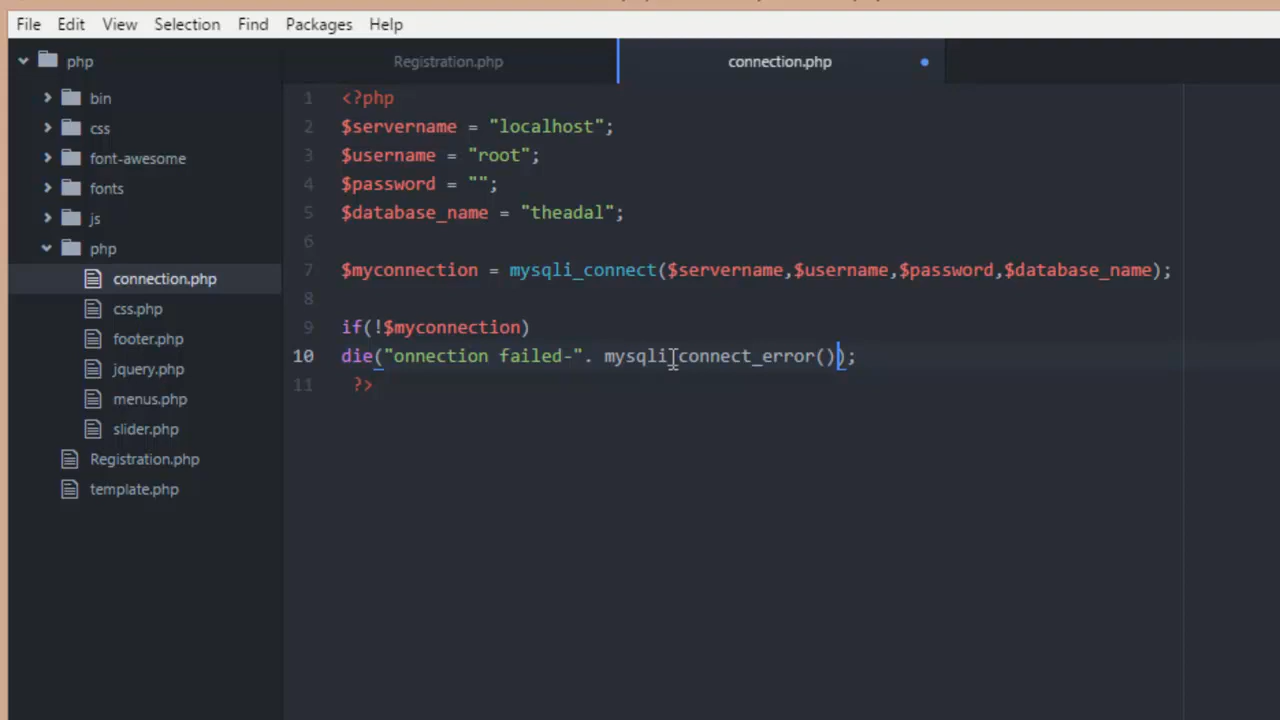 File Edit View Selection Find Packages Help
php
Registration.php
connection.php
bin
css
font-awesome
fonts
js
php
connection.php
css.php
footer.php
jquery.php
menus.php
slider.php
Registration.php
template.php
1 <?php
2 $servername = "localhost";
3 $username = "root";
4 $password = "";
5 $database_name = "theadal";
6
7 $myconnection = mysqli_connect($servername,$username,$password,$database_name);
8
9 if(!$myconnection)
10 die("onnection failed-". mysqli_connect_error());
11 ?>